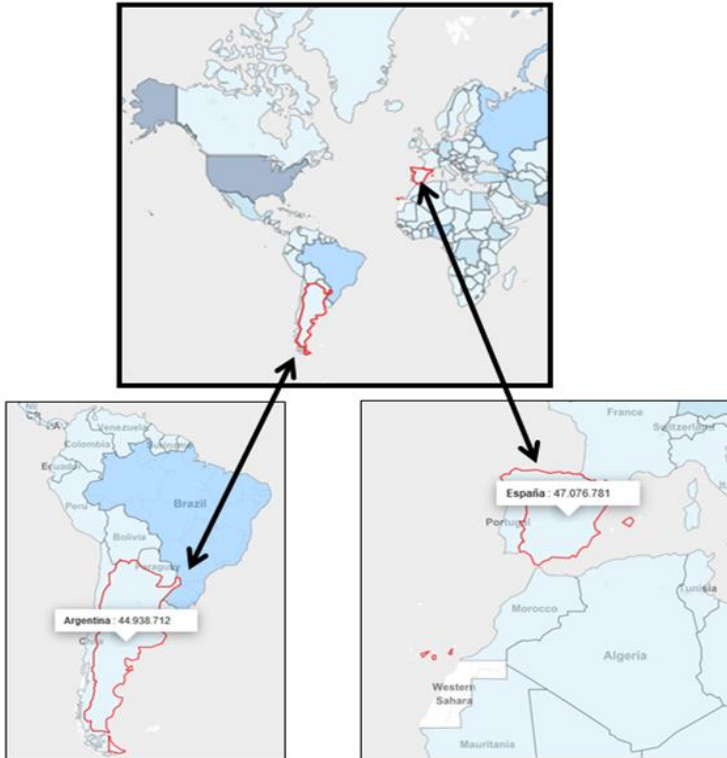 Venezuela
Colombia
Suriname
Ecuador
Peru
Brazil
Bolivia
Paraguay
Argentina : 44.938.712
France
Switzerland
España : 47.076.781
Portugal
Morocco
Tunisia
Algeria
Western
Sahara
Mauritania